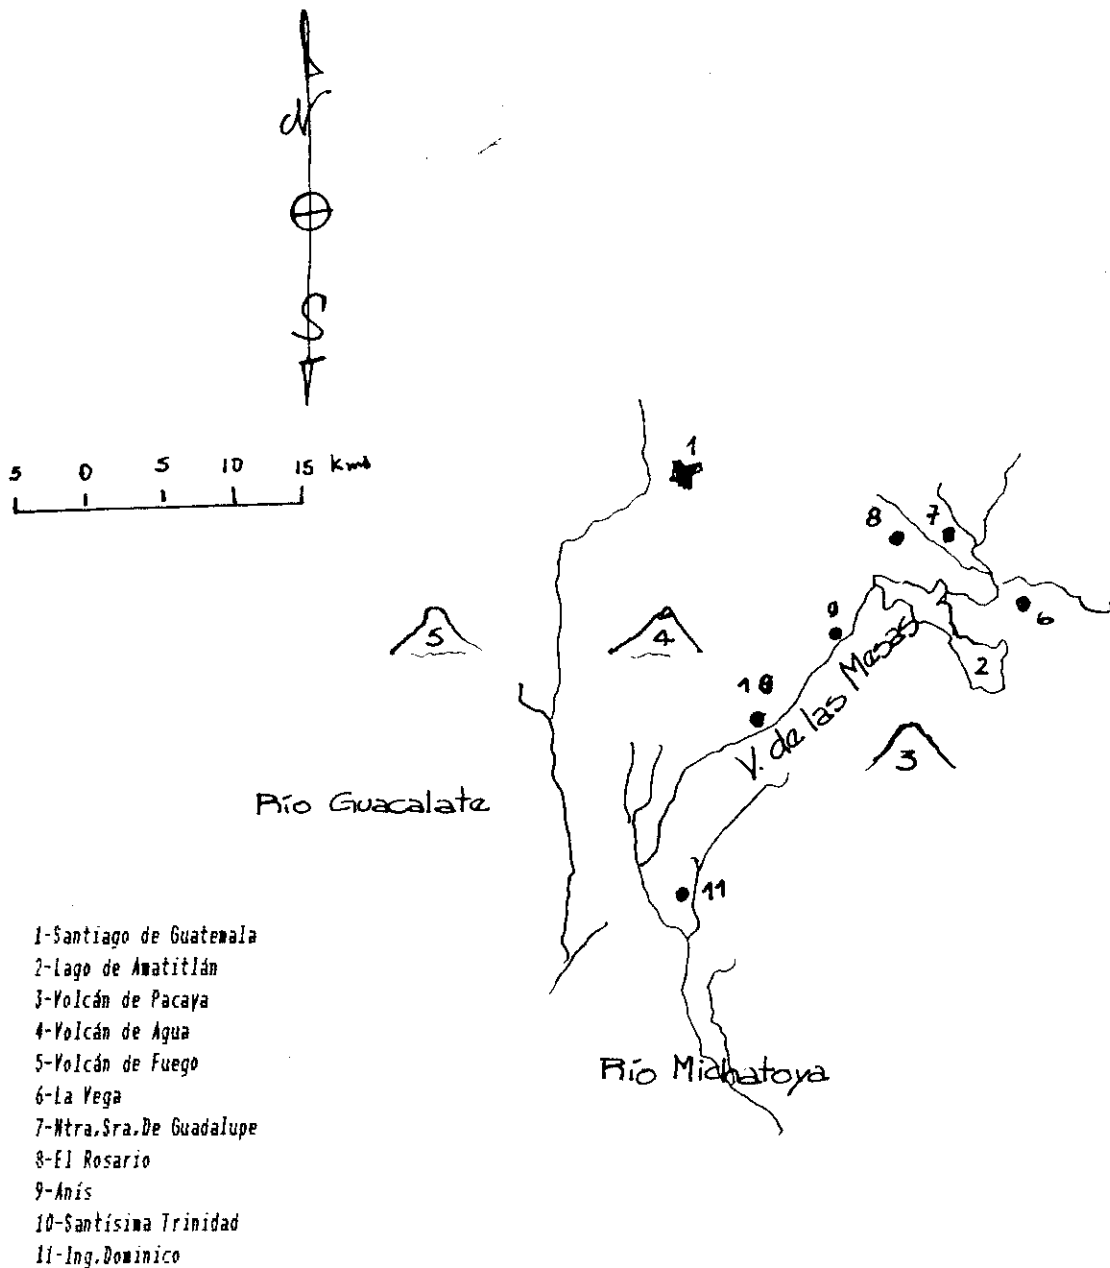 N
S
5 0 5 10 15 Kms
1
8 7
6
9
5 4
2
10
V. de las Masas
3
Río Guacalate
11
1-Santiago de Guatemala
2-Lago de Amatitlán
3-Volcán de Pacaya
4-Volcán de Agua
5-Volcán de Fuego
Río Michatoya
6-La Vega
7-Ntra.Sra.De Guadalupe
8-El Rosario
9-Anís
10-Santísima Trinidad
11-Ing.Dominico